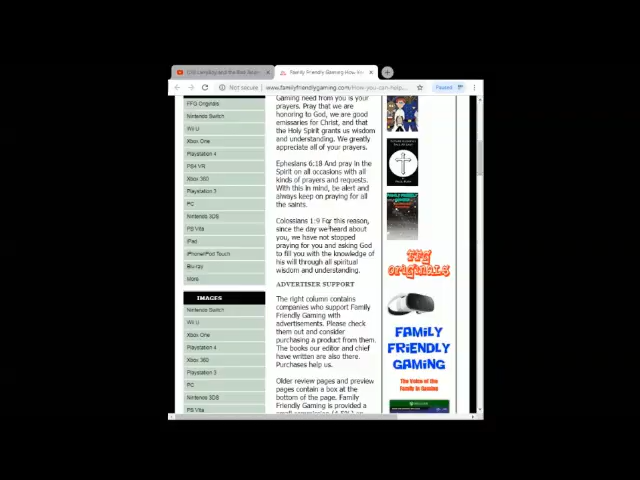 Family Friendly Gaming How Yo
Not secure
www.familyfriendlygaming.com/How-you-can-help
Paused
FFG Originals
Nintendo Switch
Wii U
Xbox One
Playstation 4
PS4 VR
Xbox 360
Playstation 3
PC
Nintendo 3DS
PS Vita
iPad
iPhone/iPod Touch
Blu-ray
More
IMAGES
Nintendo Switch
Wii U
Xbox One
Playstation 4
Xbox 360
Playstation 3
PC
Nintendo 3DS
PS Vita
Gaming need from you is your
prayers. Pray that we are
honoring to God, we are good
emissaries for Christ, and that
the Holy Spirit grants us wisdom
and understanding. We greatly
appreciate all of your prayers.
Ephesians 6:18 And pray in the
Spirit on all occasions with all
kinds of prayers and requests.
With this in mind, be alert and
always keep on praying for all
the saints.
Colossians 1:9 For this reason,
since the day we heard about
you, we have not stopped
praying for you and asking God
to fill you with the knowledge of
his will through all spiritual
wisdom and understanding.
ADVERTISER SUPPORT
The right column contains
companies who support Family
Friendly Gaming with
advertisements. Please check
them out and consider
purchasing a product from them.
The books our editor and chief
have written are also there.
Purchases help us.
Older review pages and preview
pages contain a box at the
bottom of the page. Family
Friendly Gaming is provided a
FFG
ORiGiNALS
FAMiLY
FRiENDLY
GAMiNG
The Voice of the
Family in Gaming